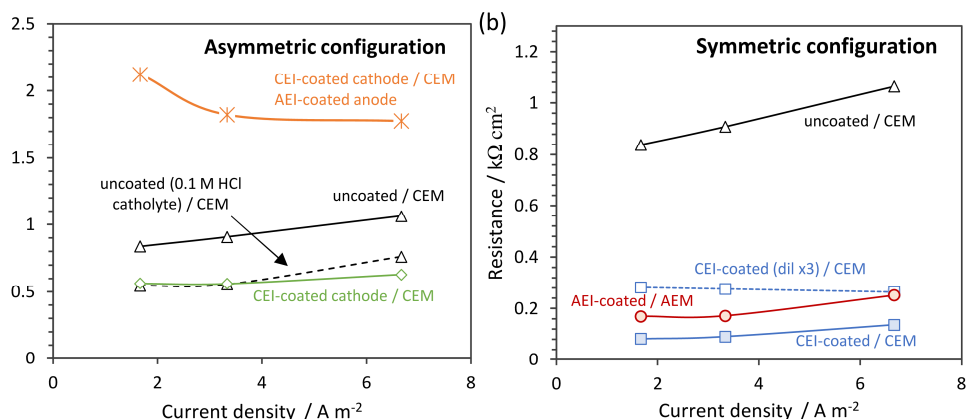 2.5
2
1.5
1
0.5
0
0
2
4
6
8
Asymmetric configuration
CEI-coated cathode / CEM
AEI-coated anode
uncoated (0.1 M HCl
catholyte) / CEM
uncoated / CEM
CEI-coated cathode / CEM
Current density / A m-2
(b)
Resistance / kΩ cm2
1.2
1
0.8
0.6
0.4
0.2
0
0
2
4
6
8
Symmetric configuration
uncoated / CEM
CEI-coated (dil x3) / CEM
AEI-coated / AEM
CEI-coated / CEM
Current density / A m-2